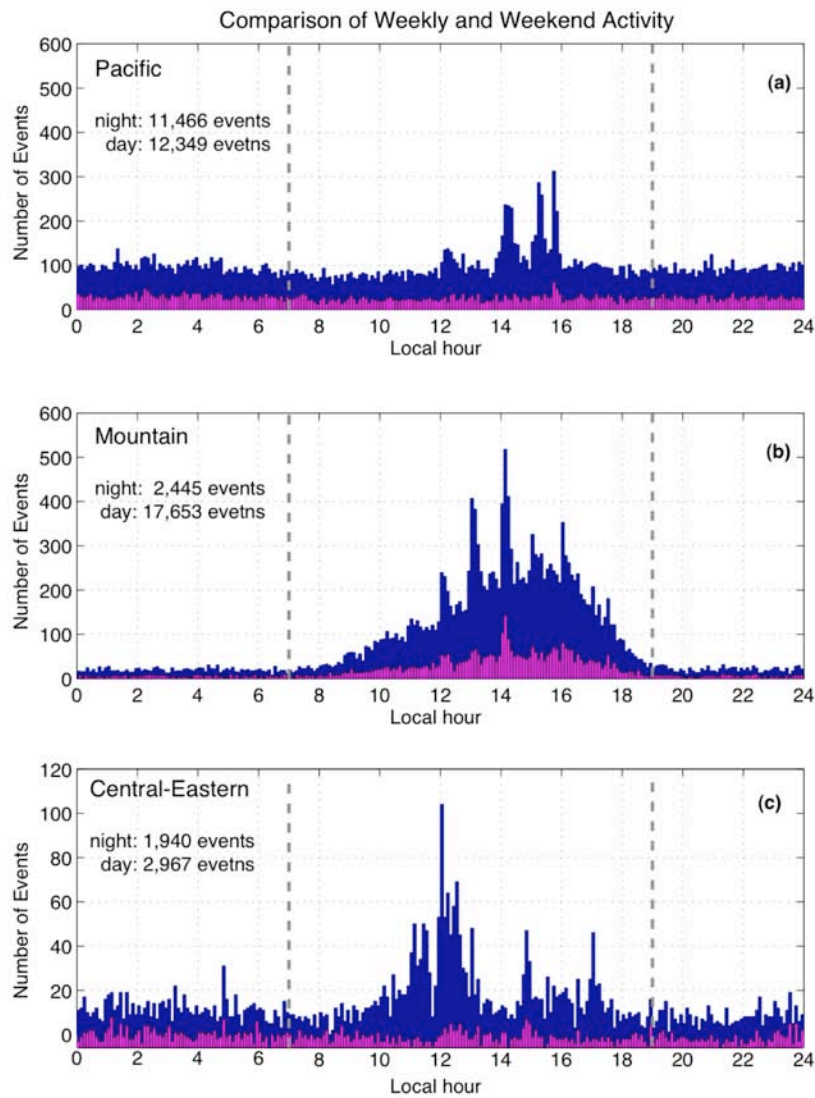 Comparison of Weekly and Weekend Activity
600
500
400
300
200
100
0
Number of Events
Pacific
(a)
night: 11,466 events
day: 12,349 evetns
0 2 4 6 8 10 12 14 16 18 20 22 24
Local hour
600
500
400
300
200
100
0
Number of Events
Mountain
(b)
night: 2,445 events
day: 17,653 evetns
0 2 4 6 8 10 12 14 16 18 20 22 24
Local hour
120
100
80
60
40
20
0
Number of Events
Central-Eastern
(c)
night: 1,940 events
day: 2,967 evetns
0 2 4 6 8 10 12 14 16 18 20 22 24
Local hour